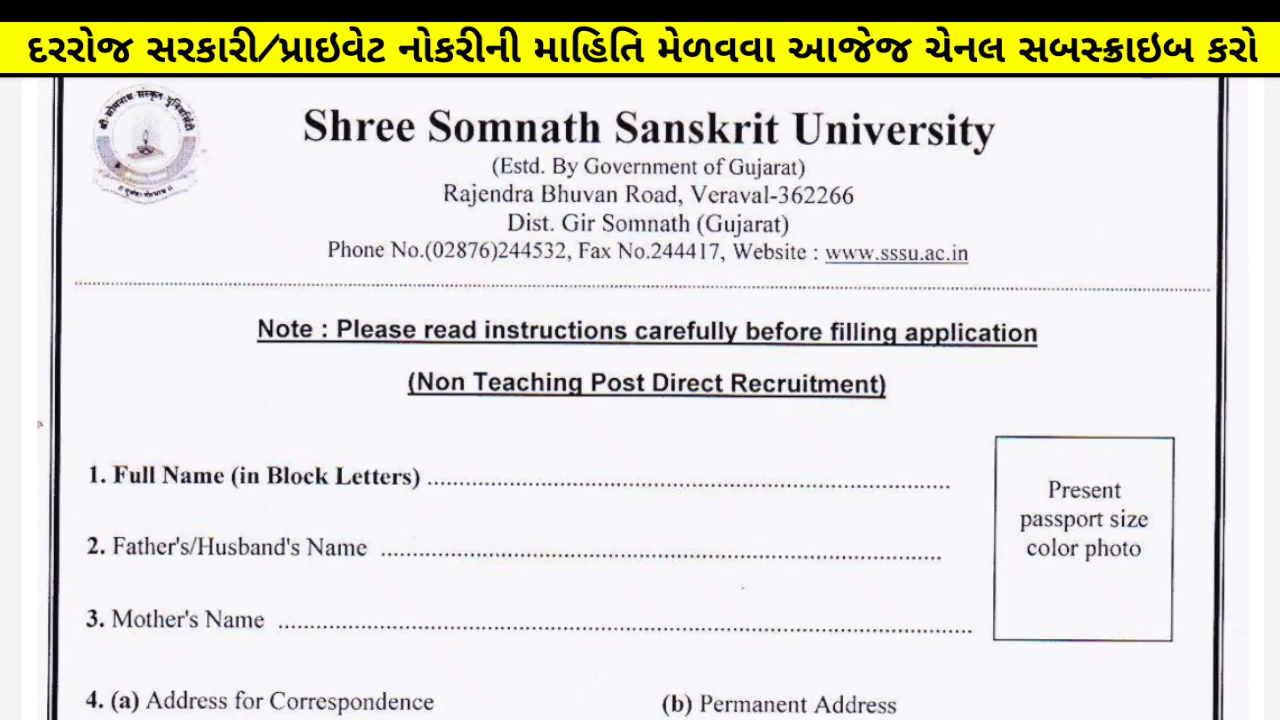 દરરોજ સરકારી/પ્રાઇવેટ નોકરીની માહિતિ મેળવવા આજેજ ચેનલ સબસ્ક્રાઇબ કરો
श्री सोमनाथ संस्कृत युनिवर्सिटी
Shree Somnath Sanskrit University
(Estd. By Government of Gujarat)
Rajendra Bhuvan Road, Veraval-362266
Dist. Gir Somnath (Gujarat)
Phone No.(02876)244532, Fax No.244417, Website : www.sssu.ac.in
Note : Please read instructions carefully before filling application
(Non Teaching Post Direct Recruitment)
1. Full Name (in Block Letters) ....................................................................................
Present
passport size
color photo
2. Father's/Husband's Name ..........................................................................................
3. Mother's Name ...............................................................................................................
4. (a) Address for Correspondence (b) Permanent Address